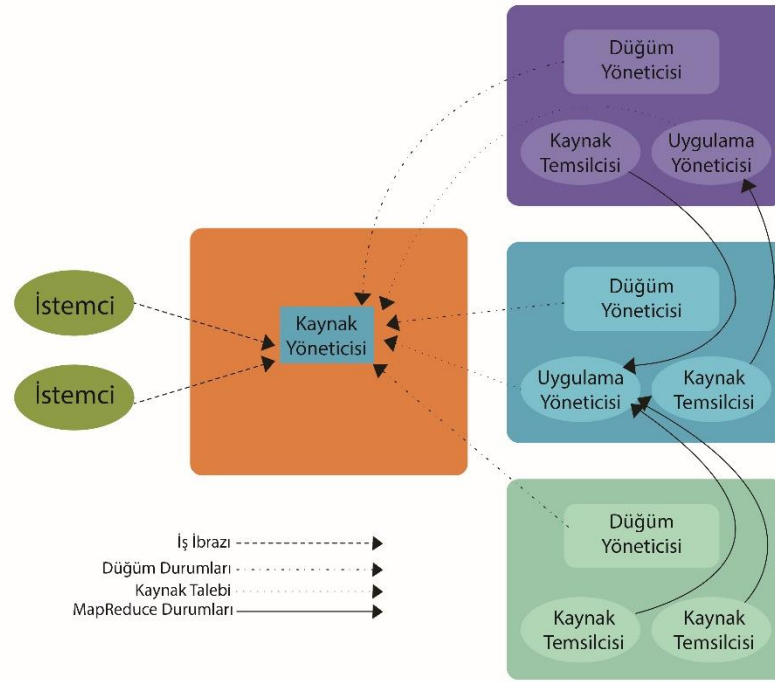 Düğüm
Yöneticisi
Kaynak
Temsilcisi
Uygulama
Yöneticisi
İstemci
İstemci
Kaynak
Yöneticisi
Düğüm
Yöneticisi
Uygulama
Yöneticisi
Kaynak
Temsilcisi
Düğüm
Yöneticisi
Kaynak
Temsilcisi
Kaynak
Temsilcisi
İş İbrazı
Düğüm Durumları
Kaynak Talebi
MapReduce Durumları